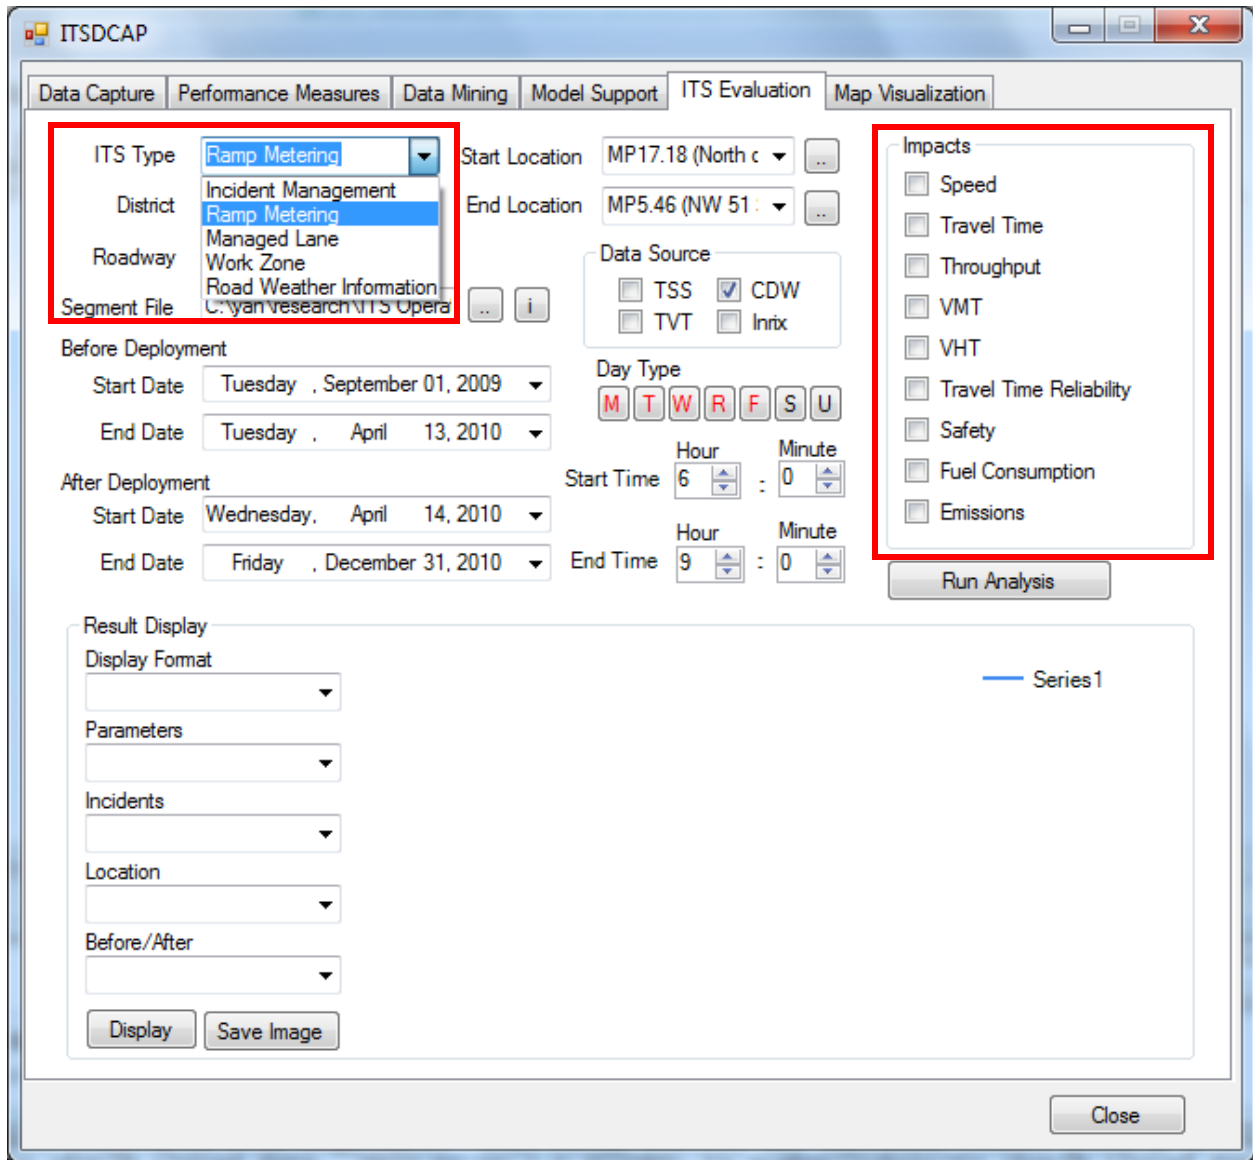 ITSDCAP
Data Capture Performance Measures Data Mining Model Support ITS Evaluation Map Visualization
ITS Type Ramp Metering
Incident Management
Ramp Metering
Managed Lane
Work Zone
Road Weather Information
District
Roadway
Segment File C:\yan\research\ITS Opera .. i
Start Location MP17.18 (North c ..
End Location MP5.46 (NW 51 ..
Data Source
TSS CDW
TVT Inrix
Before Deployment
Start Date Tuesday , September 01, 2009
End Date Tuesday , April 13, 2010
After Deployment
Start Date Wednesday, April 14, 2010
End Date Friday , December 31, 2010
Day Type
M T W R F S U
Hour Minute
Start Time 6 : 0
Hour Minute
End Time 9 : 0
Impacts
Speed
Travel Time
Throughput
VMT
VHT
Travel Time Reliability
Safety
Fuel Consumption
Emissions
Run Analysis
Result Display
Display Format
Parameters
Incidents
Location
Before/After
Display Save Image
Series1
Close